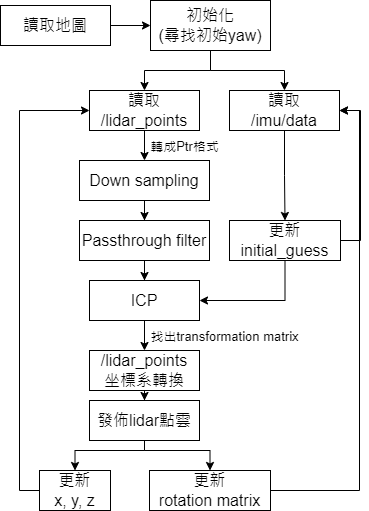 讀取地圖
初始化
(尋找初始yaw)
讀取
/lidar_points
讀取
/imu/data
轉成Ptr格式
Down sampling
Passthrough filter
更新
initial_guess
ICP
找出transformation matrix
/lidar_points
坐標系轉換
發佈lidar點雲
更新
x, y, z
更新
rotation matrix